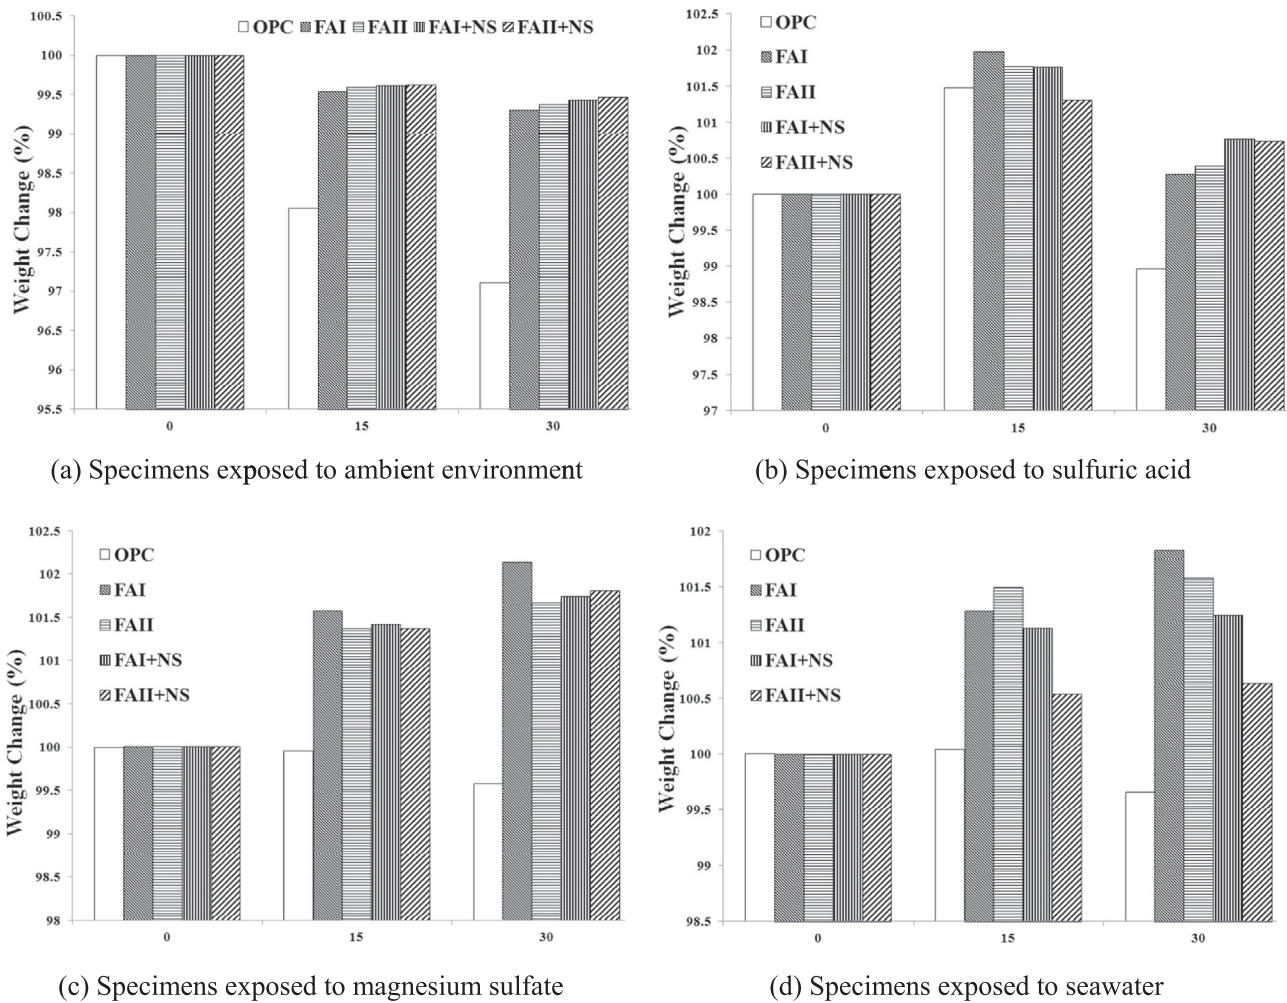 100.5
100
99.5
99
98.5
98
97.5
97
96.5
96
95.5
Weight Change (%)
OPC FAI FAII FAI+NS FAII+NS
0 15 30
(a) Specimens exposed to ambient environment
102.5
102
101.5
101
100.5
100
99.5
99
98.5
98
97.5
97
Weight Change (%)
OPC
FAI
FAII
FAI+NS
FAII+NS
0 15 30
(b) Specimens exposed to sulfuric acid
102.5
102
101.5
101
100.5
100
99.5
99
98.5
98
Weight Change (%)
OPC
FAI
FAII
FAI+NS
FAII+NS
0 15 30
(c) Specimens exposed to magnesium sulfate
102
101.5
101
100.5
100
99.5
99
98.5
Weight Change (%)
OPC
FAI
FAII
FAI+NS
FAII+NS
0 15 30
(d) Specimens exposed to seawater